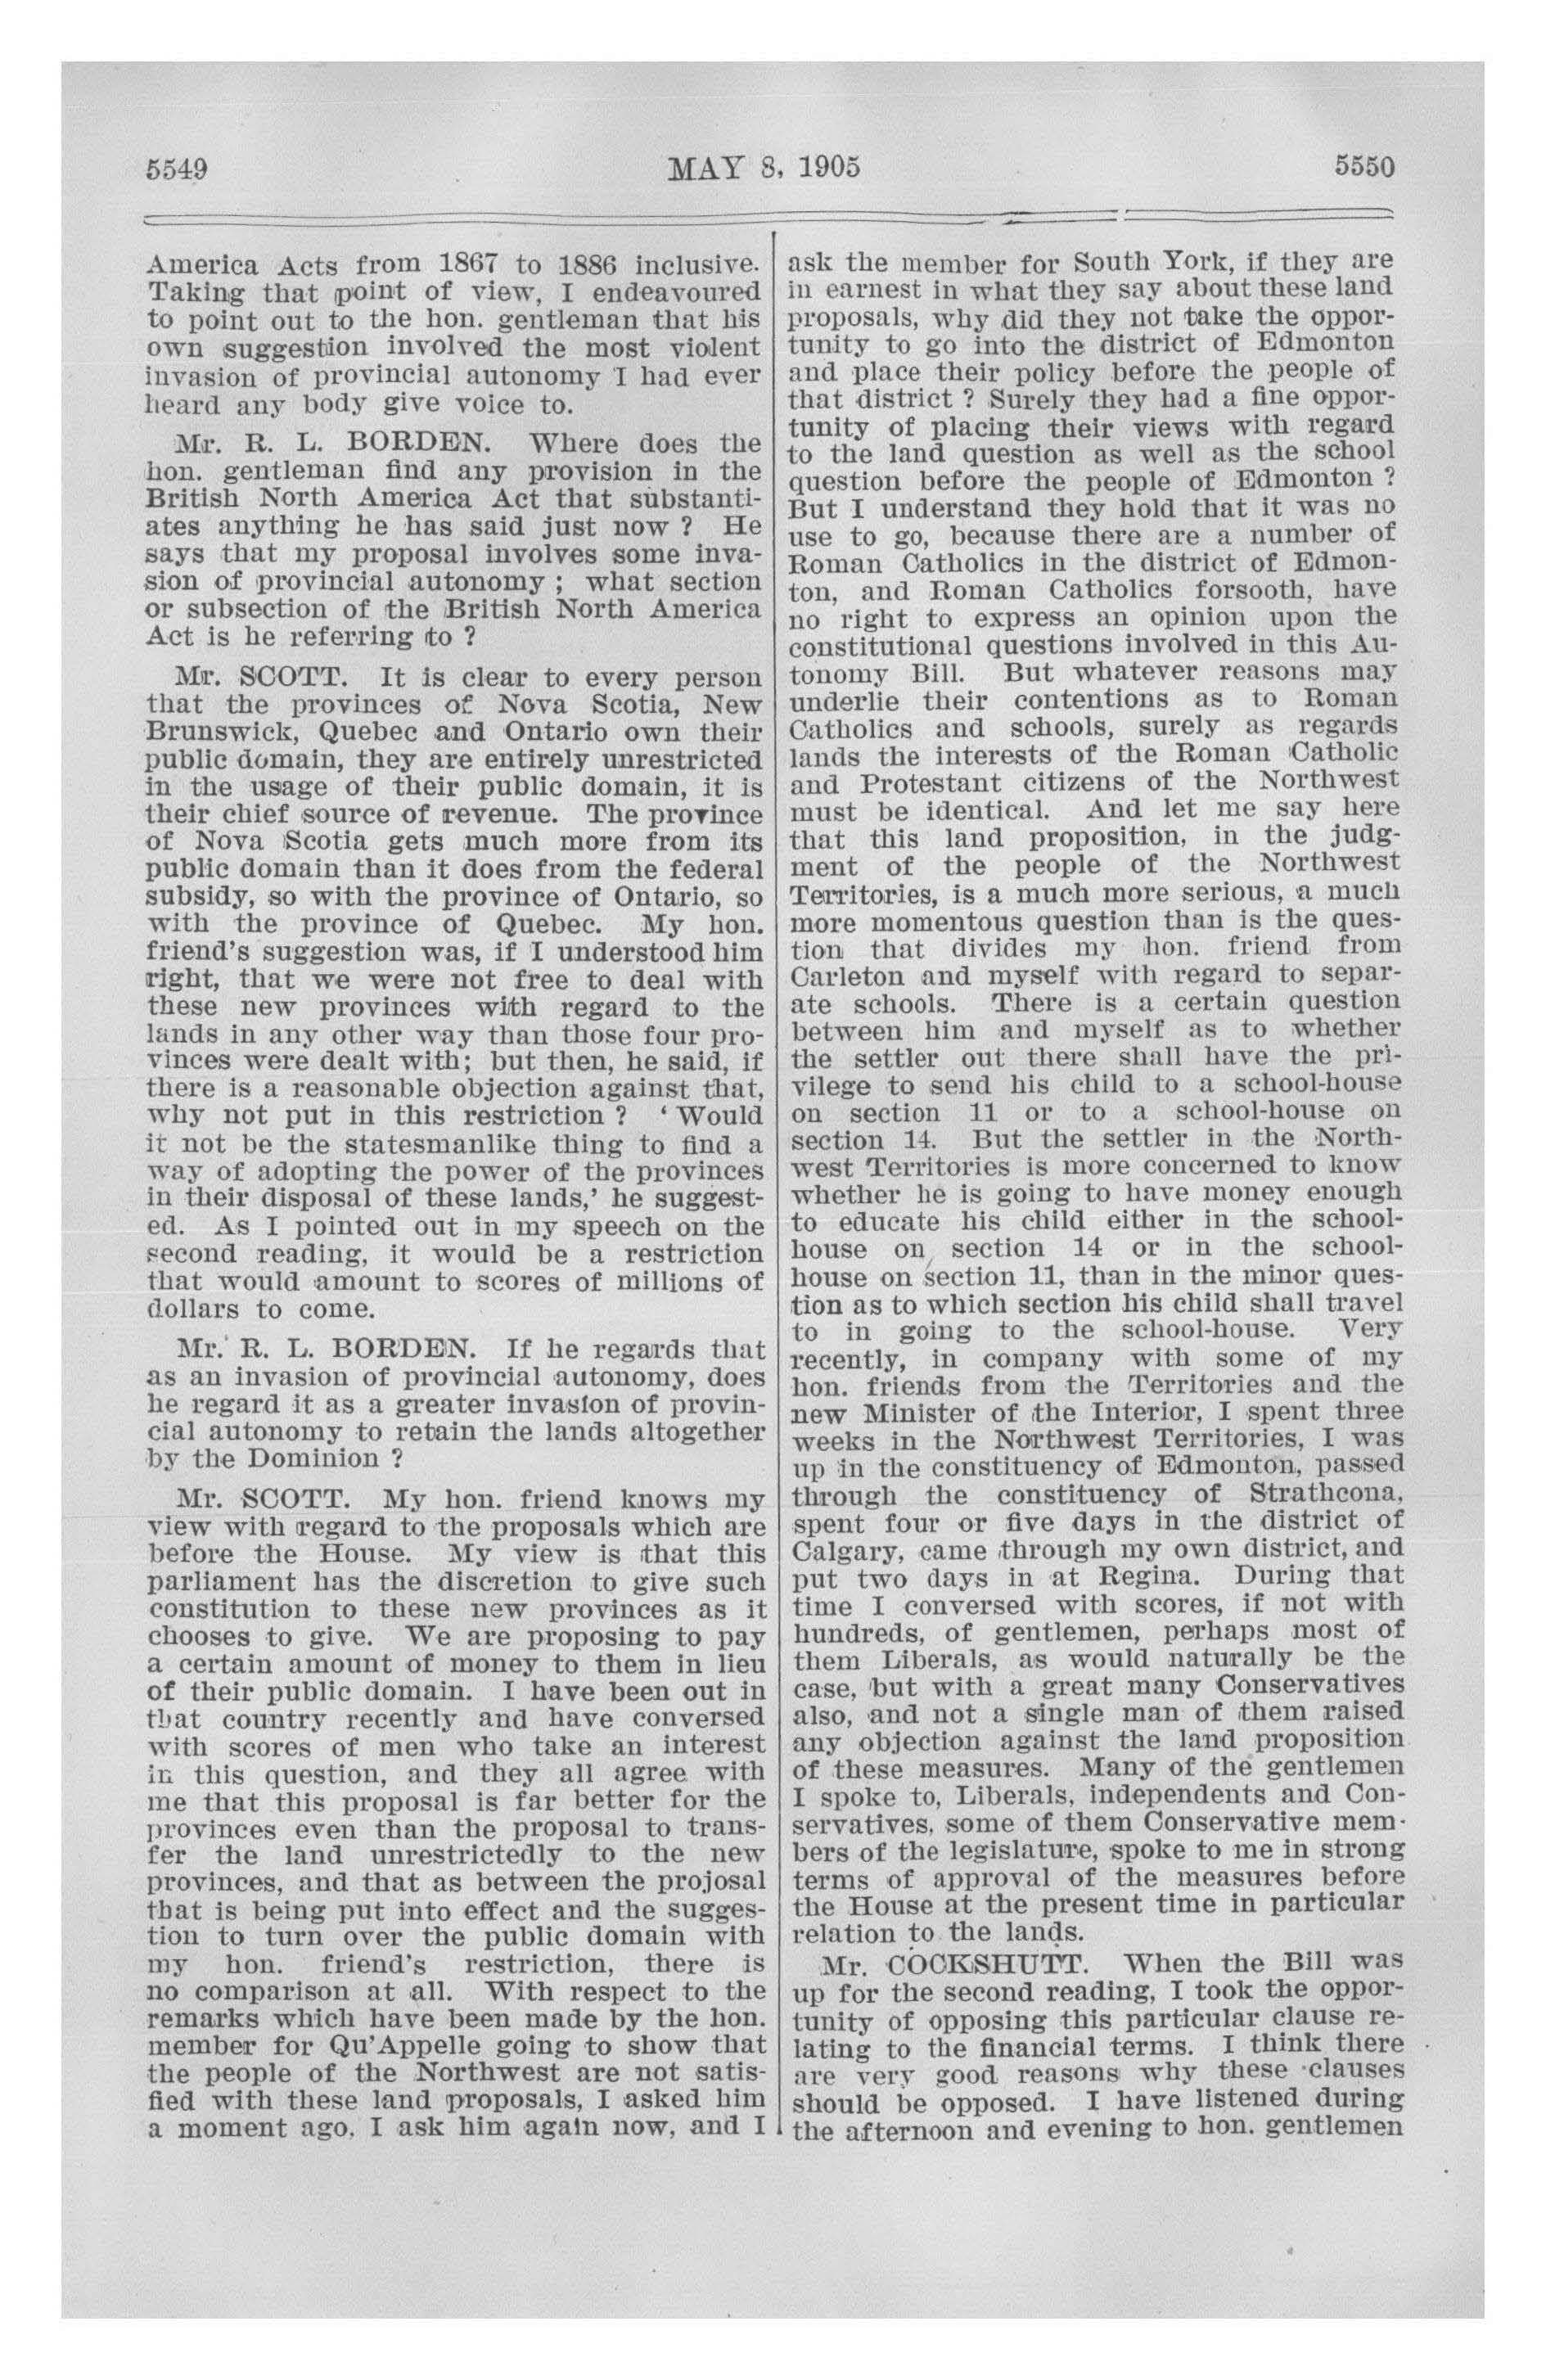 5549
MAY 8, 1905
5550
America Acts from 1867 to 1886 inclusive.
Taking that point of view, I endeavoured
to point out to the hon. gentleman that his
own suggestion involved the most violent
invasion of provincial autonomy I had ever
heard any body give voice to.
Mr. R. L. BORDEN. Where does the
hon. gentleman find any provision in the
British North America Act that substanti-
ates anything he has said just now ? He
says that my proposal involves some inva-
sion of provincial autonomy ; what section
or subsection of the British North America
Act is he referring to ?
Mr. SCOTT. It is clear to every person
that the provinces of Nova Scotia, New
Brunswick, Quebec and Ontario own their
public domain, they are entirely unrestricted
in the usage of their public domain, it is
their chief source of revenue. The province
of Nova Scotia gets much more from its
public domain than it does from the federal
subsidy, so with the province of Ontario, so
with the province of Quebec. My hon.
friend's suggestion was, if I understood him
right, that we were not free to deal with
these new provinces with regard to the
lands in any other way than those four pro-
vinces were dealt with; but then, he said, if
there is a reasonable objection against that,
why not put in this restriction ? ‘ Would
it not be the statesmanlike thing to find a
way of adopting the power of the provinces
in their disposal of these lands,’ he suggest-
ed. As I pointed out in my speech on the
second reading, it would be a restriction
that would amount to scores of millions of
dollars to come.
Mr. R. L. BORDEN. If he regards that
as an invasion of provincial autonomy, does
he regard it as a greater invasion of provin-
cial autonomy to retain the lands altogether
by the Dominion ?
Mr. SCOTT. My hon. friend knows my
view with regard to the proposals which are
before the House. My view is that this
parliament has the discretion to give such
constitution to these new provinces as it
chooses to give. We are proposing to pay
a certain amount of money to them in lieu
of their public domain. I have been out in
that country recently and have conversed
with scores of men who take an interest
in this question, and they all agree with
me that this proposal is far better for the
provinces even than the proposal to trans-
fer the land unrestrictedly to the new
provinces, and that as between the projosal
that is being put into effect and the sugges-
tion to turn over the public domain with
my hon. friend's restriction, there is
no comparison at all. With respect to the
remarks which have been made by the hon.
member for Qu'Appelle going to show that
the people of the Northwest are not satis-
fied with these land proposals, I asked him
a moment ago, I ask him again now, and I
ask the member for South York, if they are
in earnest in what they say about these land
proposals, why did they not take the oppor-
tunity to go into the district of Edmonton
and place their policy before the people of
that district ? Surely they had a fine oppor-
tunity of placing their views with regard
to the land question as well as the school
question before the people of Edmonton ?
But I understand they hold that it was no
use to go, because there are a number of
Roman Catholics in the district of Edmon-
ton, and Roman Catholics forsooth, have
no right to express an opinion upon the
constitutional questions involved in this Au-
tonomy Bill. But whatever reasons may
underlie their contentions as to Roman
Catholics and schools, surely as regards
lands the interests of the Roman Catholic
and Protestant citizens of the Northwest
must be identical. And let me say here
that this land proposition, in the judg-
ment of the people of the Northwest
Territories, is a much more serious, a much
more momentous question than is the ques-
tion that divides my hon. friend from
Carleton and myself with regard to separ-
ate schools. There is a certain question
between him and myself as to whether
the settler out there shall have the pri-
vilege to send his child to a school-house
on section 11 or to a school-house on
section 14. But the settler in the North-
west Territories is more concerned to know
whether he is going to have money enough
to educate his child either in the school-
house on section 14 or in the school-
house on section 11, than in the minor ques-
tion as to which section his child shall travel
to in going to the school-house. Very
recently, in company with some of my
hon. friends from the Territories and the
new Minister of the Interior, I spent three
weeks in the Northwest Territories, I was
up in the constituency of Edmonton, passed
through the constituency of Strathcona,
spent four or five days in the district of
Calgary, came through my own district, and
put two days in at Regina. During that
time I conversed with scores, if not with
hundreds, of gentlemen, perhaps most of
them Liberals, as would naturally be the
case, but with a great many Conservatives
also, and not a single man of them raised
any objection against the land proposition
of these measures. Many of the gentlemen
I spoke to, Liberals, independents and Con-
servatives, some of them Conservative mem-
bers of the legislature, spoke to me in strong
terms of approval of the measures before
the House at the present time in particular
relation to the lands.
Mr. COCKSHUTT. When the Bill was
up for the second reading, I took the oppor-
tunity of opposing this particular clause re-
lating to the financial terms. I think there
are very good reasons why these clauses
should be opposed. I have listened during
the afternoon and evening to hon. gentlemen